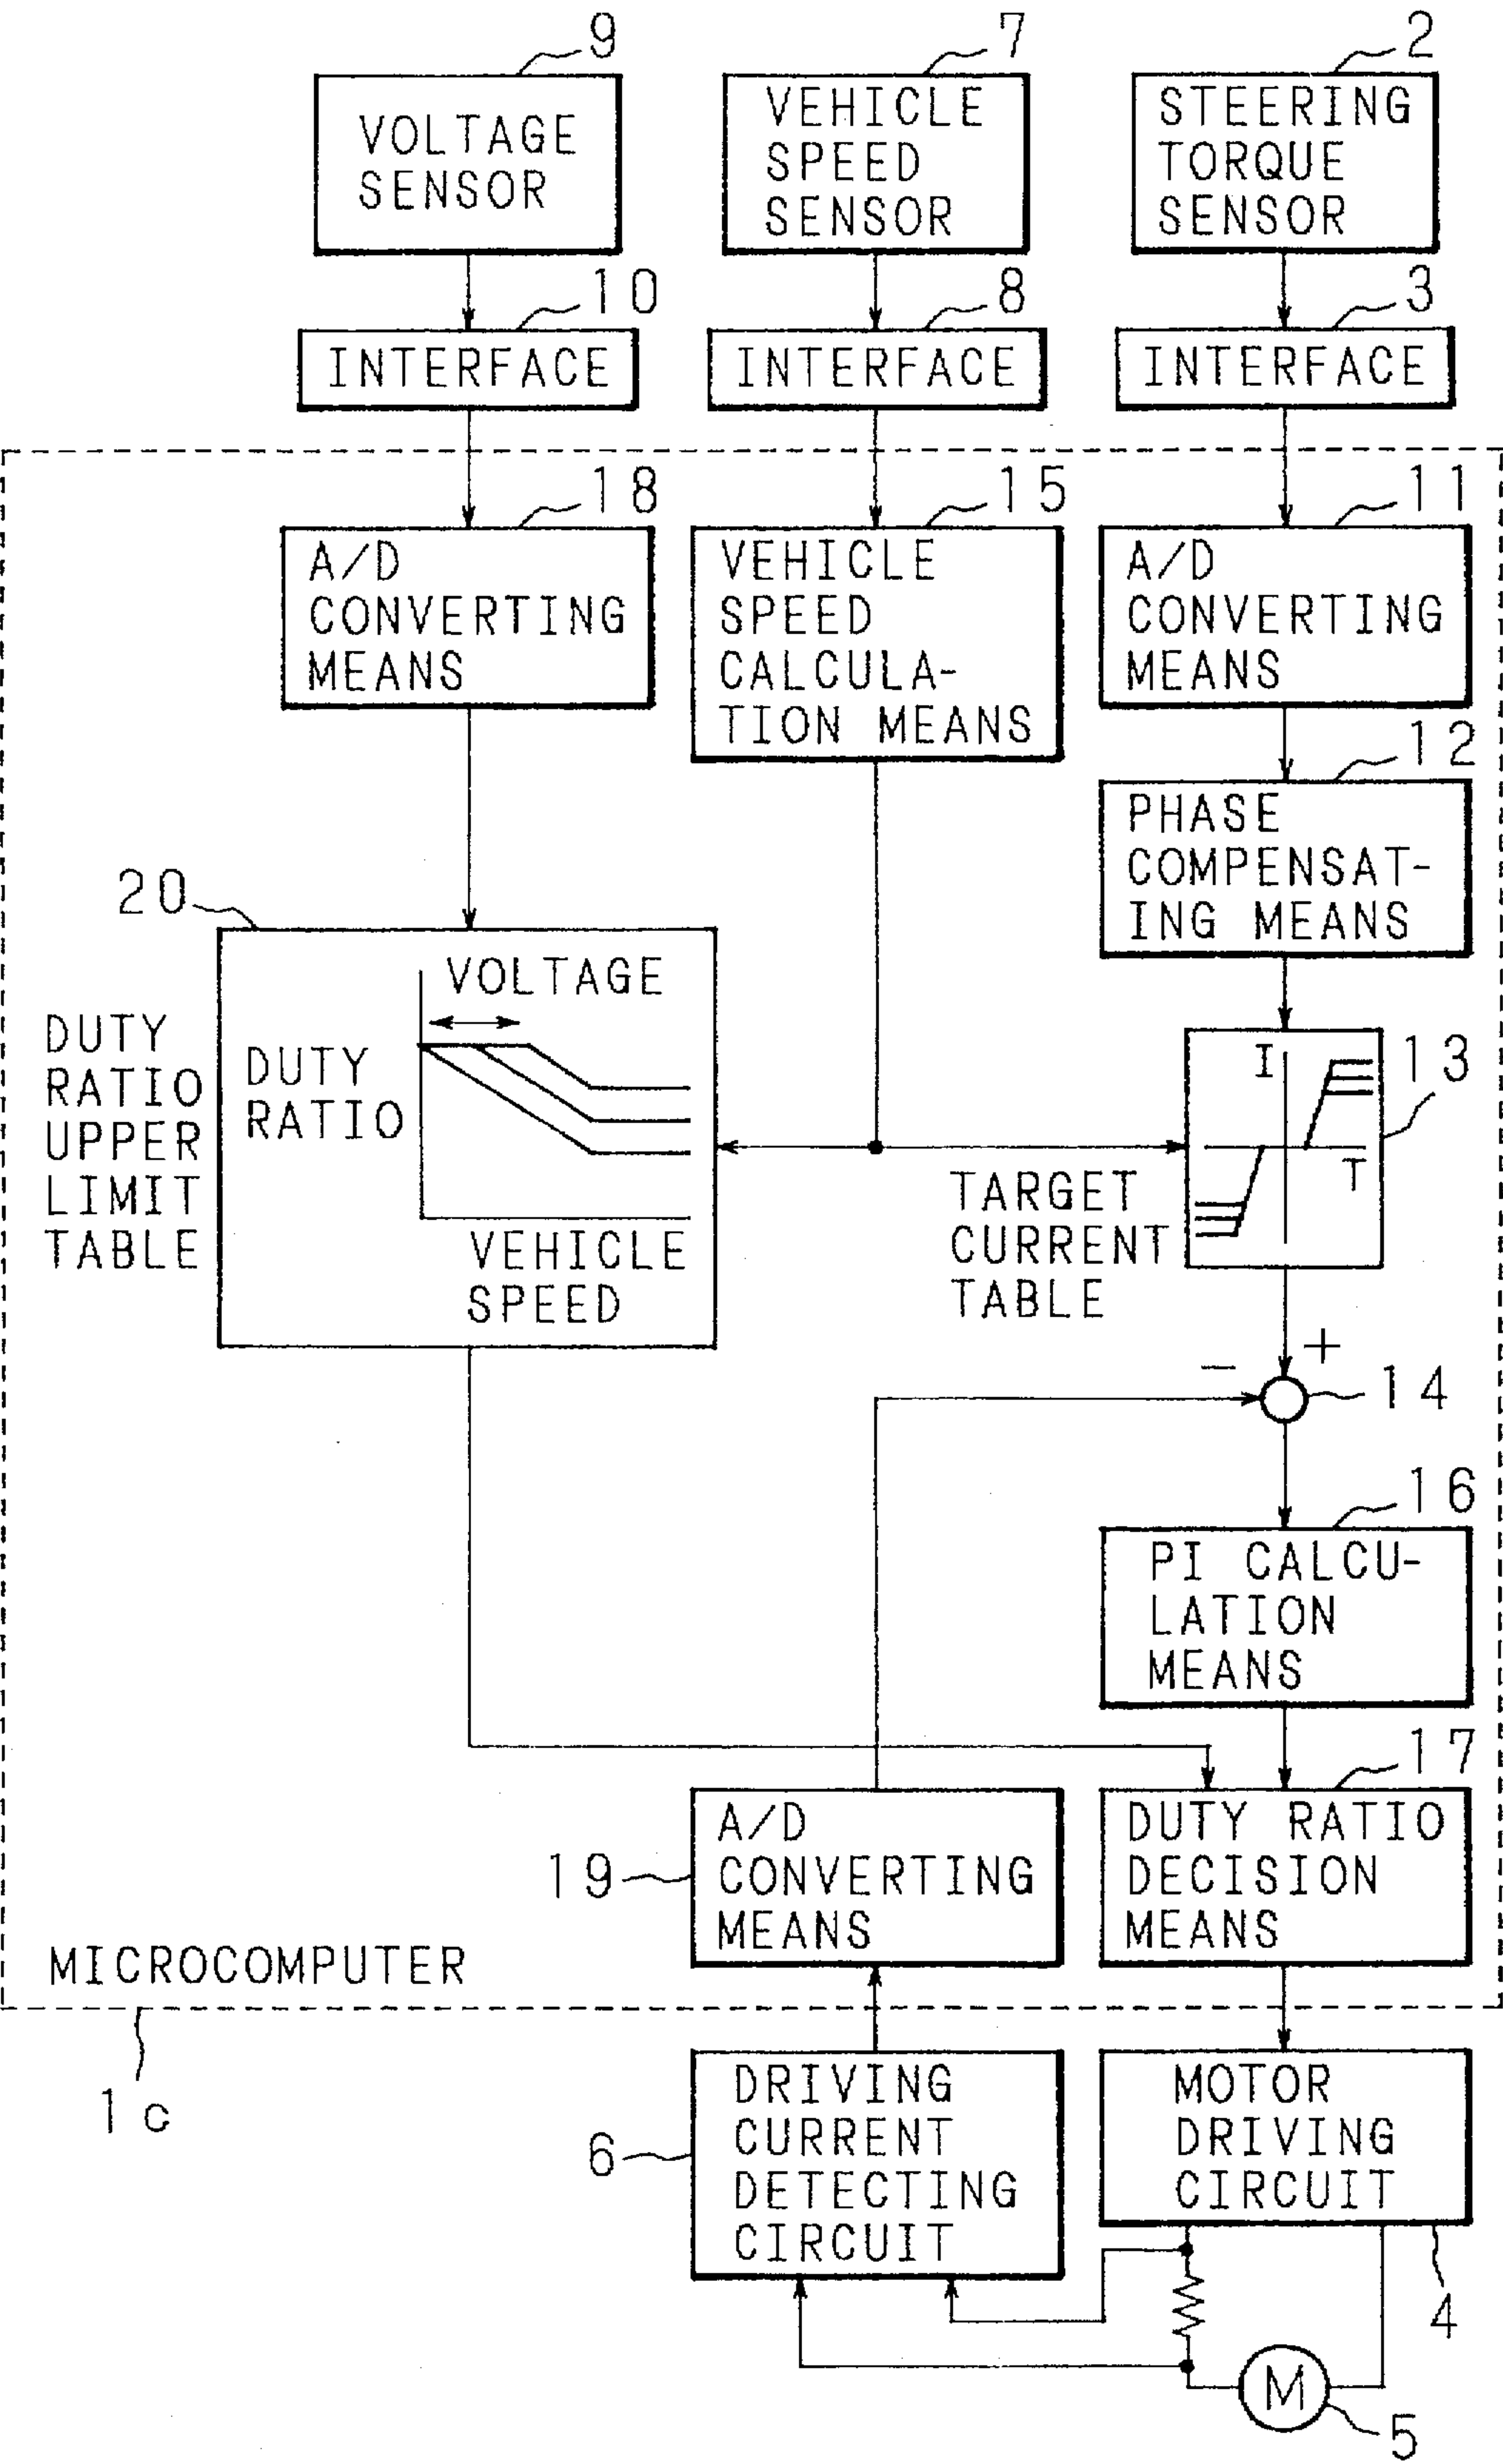 9
7
2
VOLTAGE
SENSOR
VEHICLE
SPEED
SENSOR
STEERING
TORQUE
SENSOR
10
8
3
INTERFACE
INTERFACE
INTERFACE
18
15
11
A/D
CONVERTING
MEANS
VEHICLE
SPEED
CALCULA-
TION MEANS
A/D
CONVERTING
MEANS
12
PHASE
COMPENSAT-
ING MEANS
20
DUTY
RATIO
UPPER
LIMIT
TABLE
VOLTAGE
DUTY
RATIO
VEHICLE
SPEED
13
I
T
TARGET
CURRENT
TABLE
- +
14
16
PI CALCU-
LATION
MEANS
17
19
A/D
CONVERTING
MEANS
DUTY RATIO
DECISION
MEANS
MICROCOMPUTER
1c
6
DRIVING
CURRENT
DETECTING
CIRCUIT
MOTOR
DRIVING
CIRCUIT
4
M
5